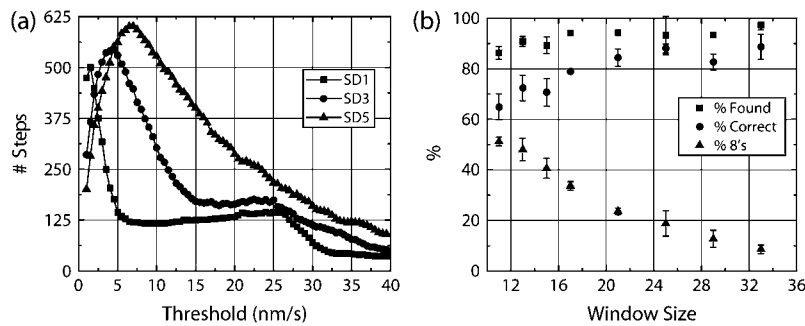 (a)
625
500
375
250
125
0
# Steps
0 5 10 15 20 25 30 35 40
Threshold (nm/s)
SD1
SD3
SD5
(b)
100
80
60
40
20
0
%
12 16 20 24 28 32 36
Window Size
% Found
% Correct
% 8's